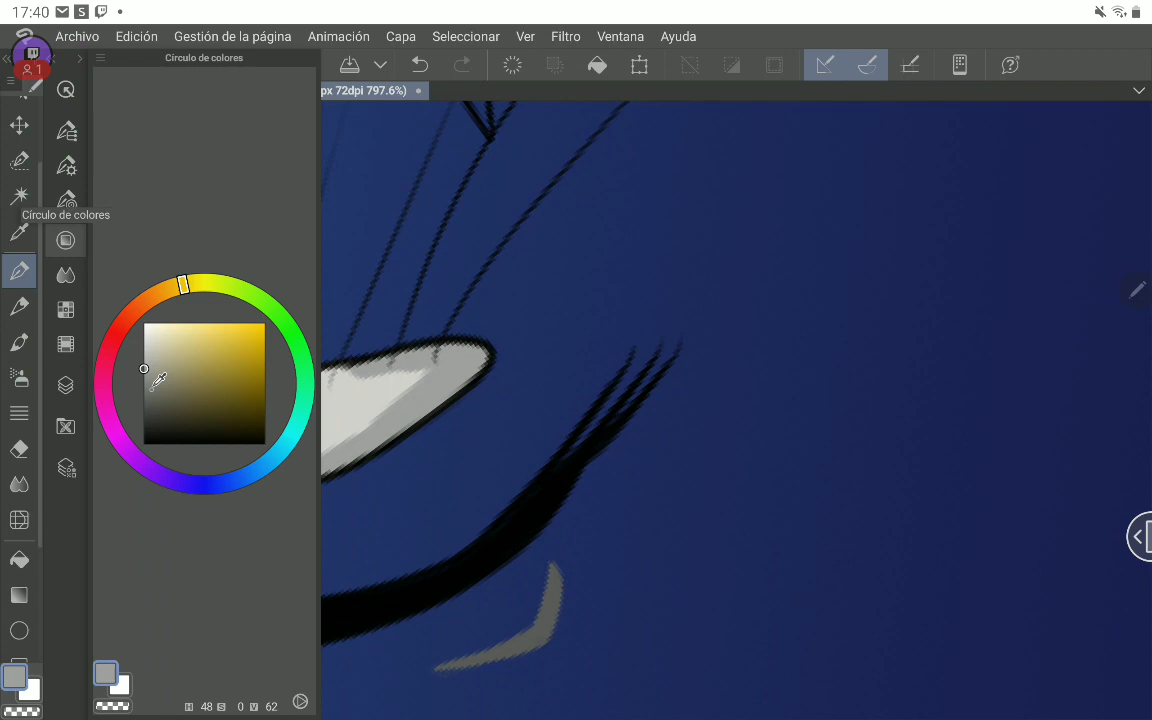 17:40
Archivo Edición Gestión de la página Animación Capa Seleccionar Ver Filtro Ventana Ayuda
1
Círculo de colores
px 72dpi 797.6%)
Círculo de colores
H 48 S 0 V 62